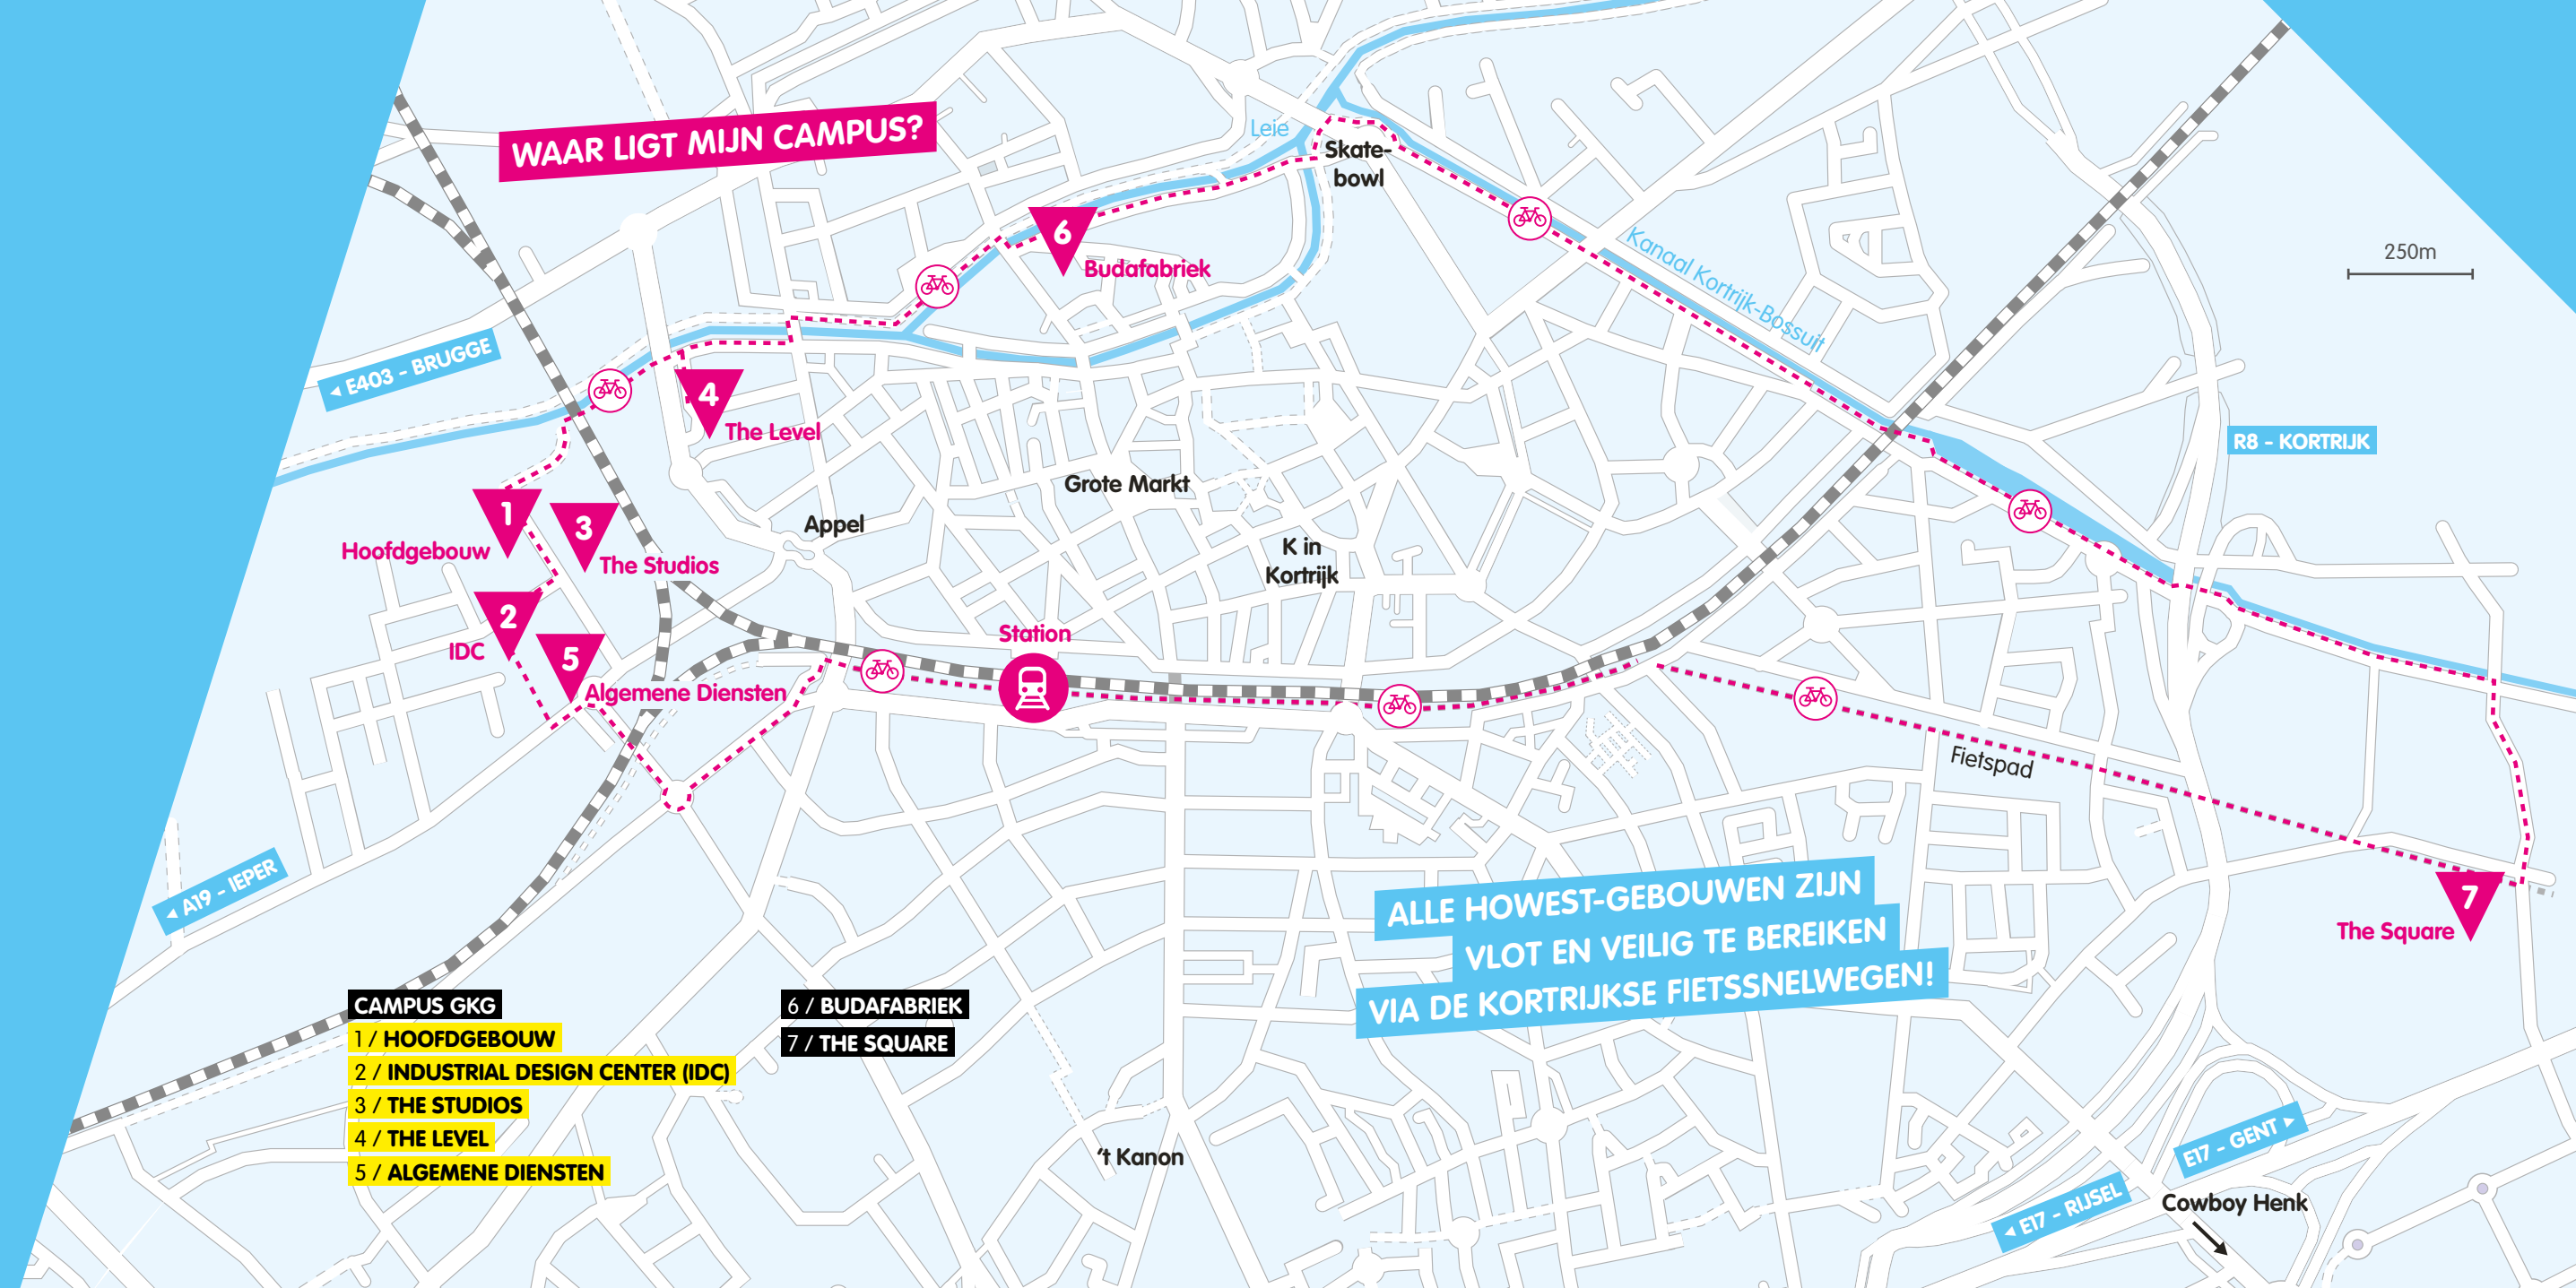 WAAR LIGT MIJN CAMPUS?
Leie
Skate-
bowl
6
Budafabriek
Kanaal Kortrijk-Bossuit
250m
◄ E403 - BRUGGE
4
The Level
R8 - KORTRIJK
Grote Markt
1
Hoofdgebouw
3
The Studios
Appel
K in
Kortrijk
2
IDC
5
Algemene Diensten
Station
Fietspad
◄ A19 - IEPER
7
The Square
ALLE HOWEST-GEBOUWEN ZIJN
VLOT EN VEILIG TE BEREIKEN
VIA DE KORTRIJKSE FIETSSNELWEGEN!
CAMPUS GKG
1 / HOOFDGEBOUW
2 / INDUSTRIAL DESIGN CENTER (IDC)
3 / THE STUDIOS
4 / THE LEVEL
5 / ALGEMENE DIENSTEN
6 / BUDAFABRIEK
7 / THE SQUARE
't Kanon
E17 - GENT ►
◄ E17 - RIJSEL
Cowboy Henk